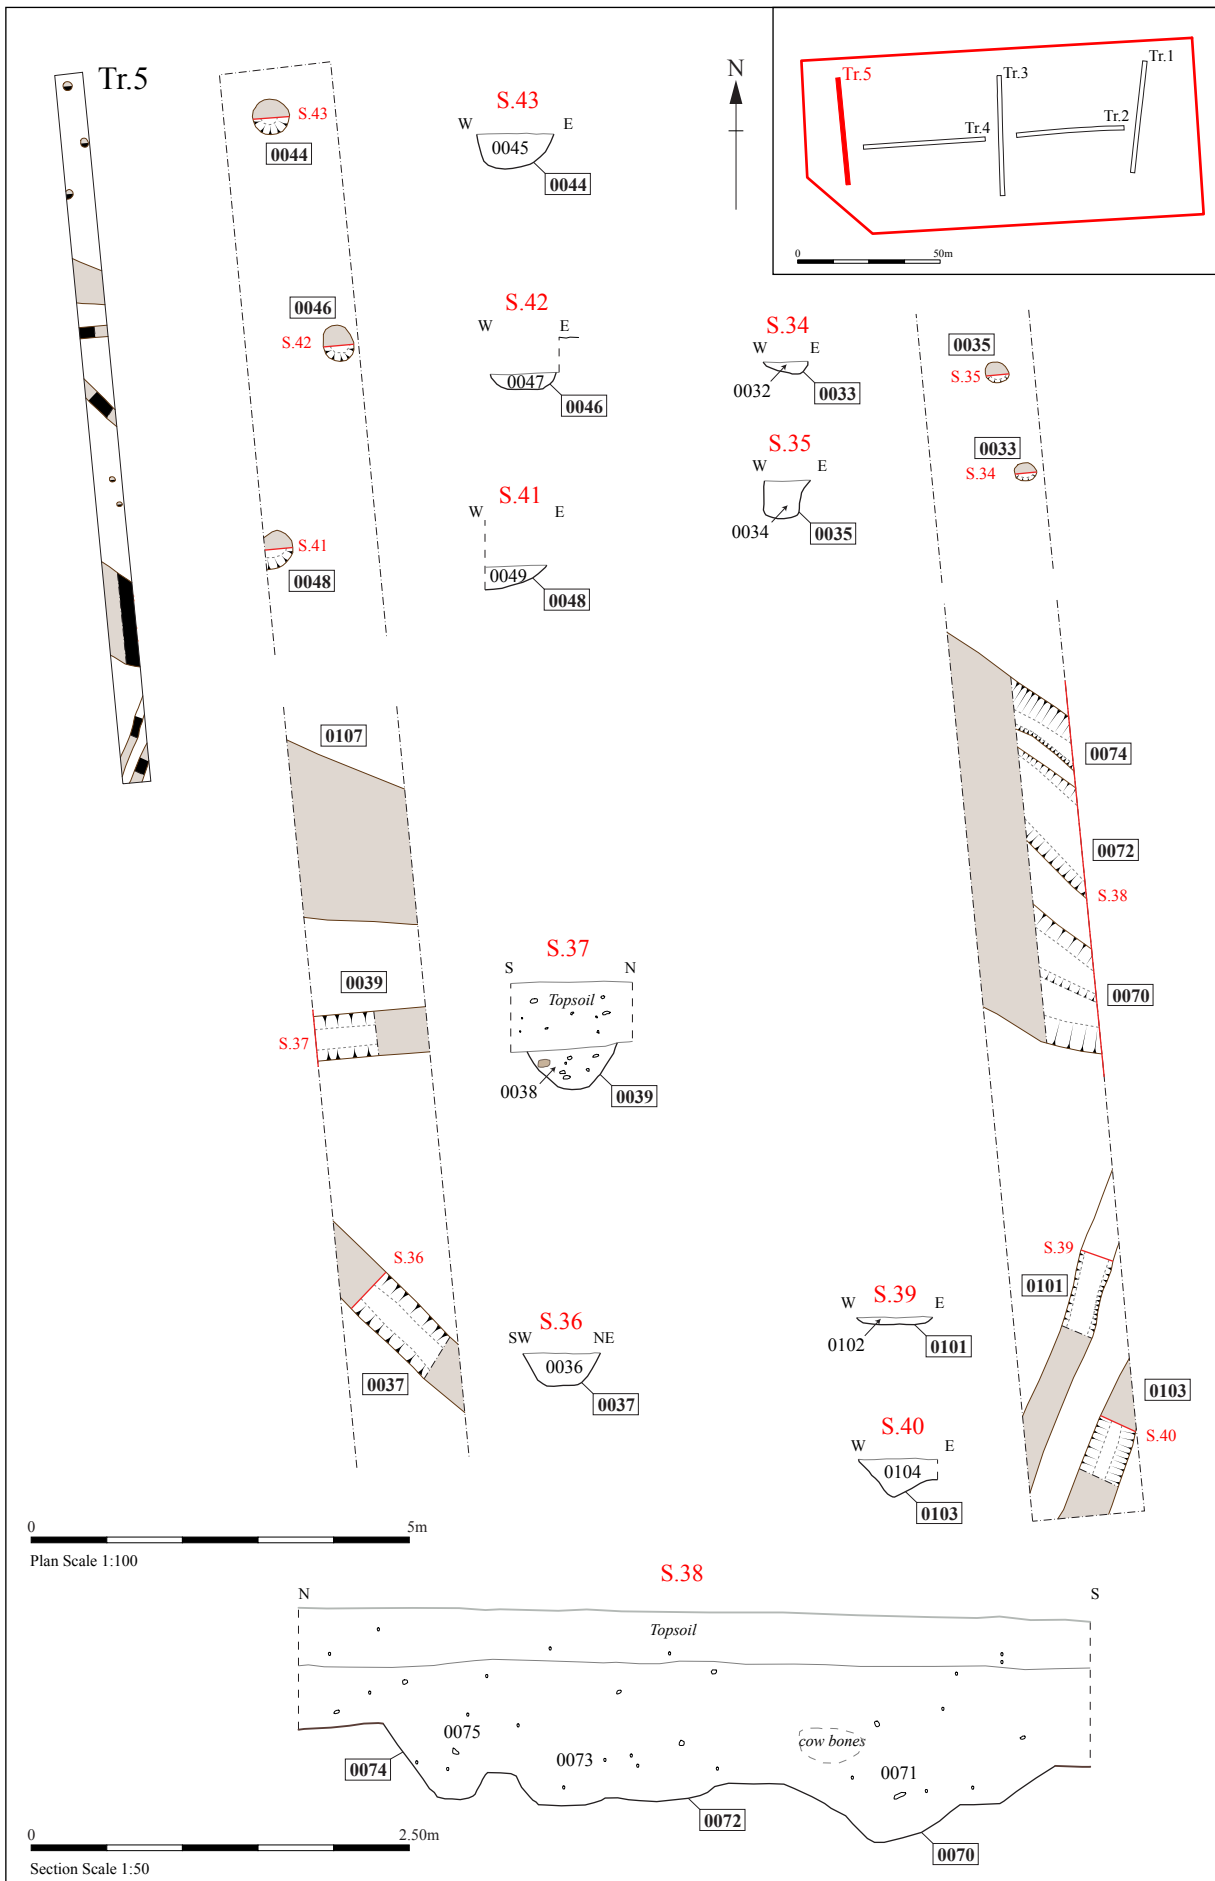 Tr.5
S.43
0044
S.43
W E
0045
0044
N
Tr.5
Tr.4
Tr.3
Tr.2
Tr.1
0 50m
0046
S.42
S.42
W E
0047
0046
S.41
0048
S.41
W E
0049
0048
S.34
W E
0032
0033
S.35
W E
0034
0035
0035
S.35
0033
S.34
0107
0039
S.37
S.37
S N
Topsoil
0038
0039
0074
0072
S.38
0070
S.36
0037
S.36
SW NE
0036
0037
S.39
W E
0102
0101
S.39
0101
S.40
W E
0104
0103
0103
S.40
0 5m
Plan Scale 1:100
S.38
N S
Topsoil
0075
0074
0073
0072
cow bones
0071
0070
0 2.50m
Section Scale 1:50